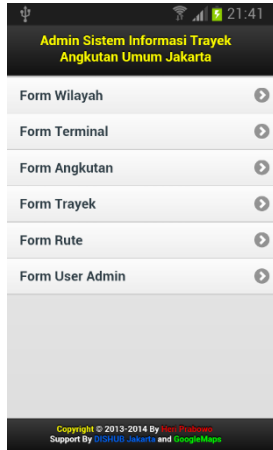 21:41
Admin Sistem Informasi Trayek
Angkutan Umum Jakarta
Form Wilayah
Form Terminal
Form Angkutan
Form Trayek
Form Rute
Form User Admin
Copyright © 2013-2014 By Heri Prabowo
Support By DISHUB Jakarta and GoogleMaps